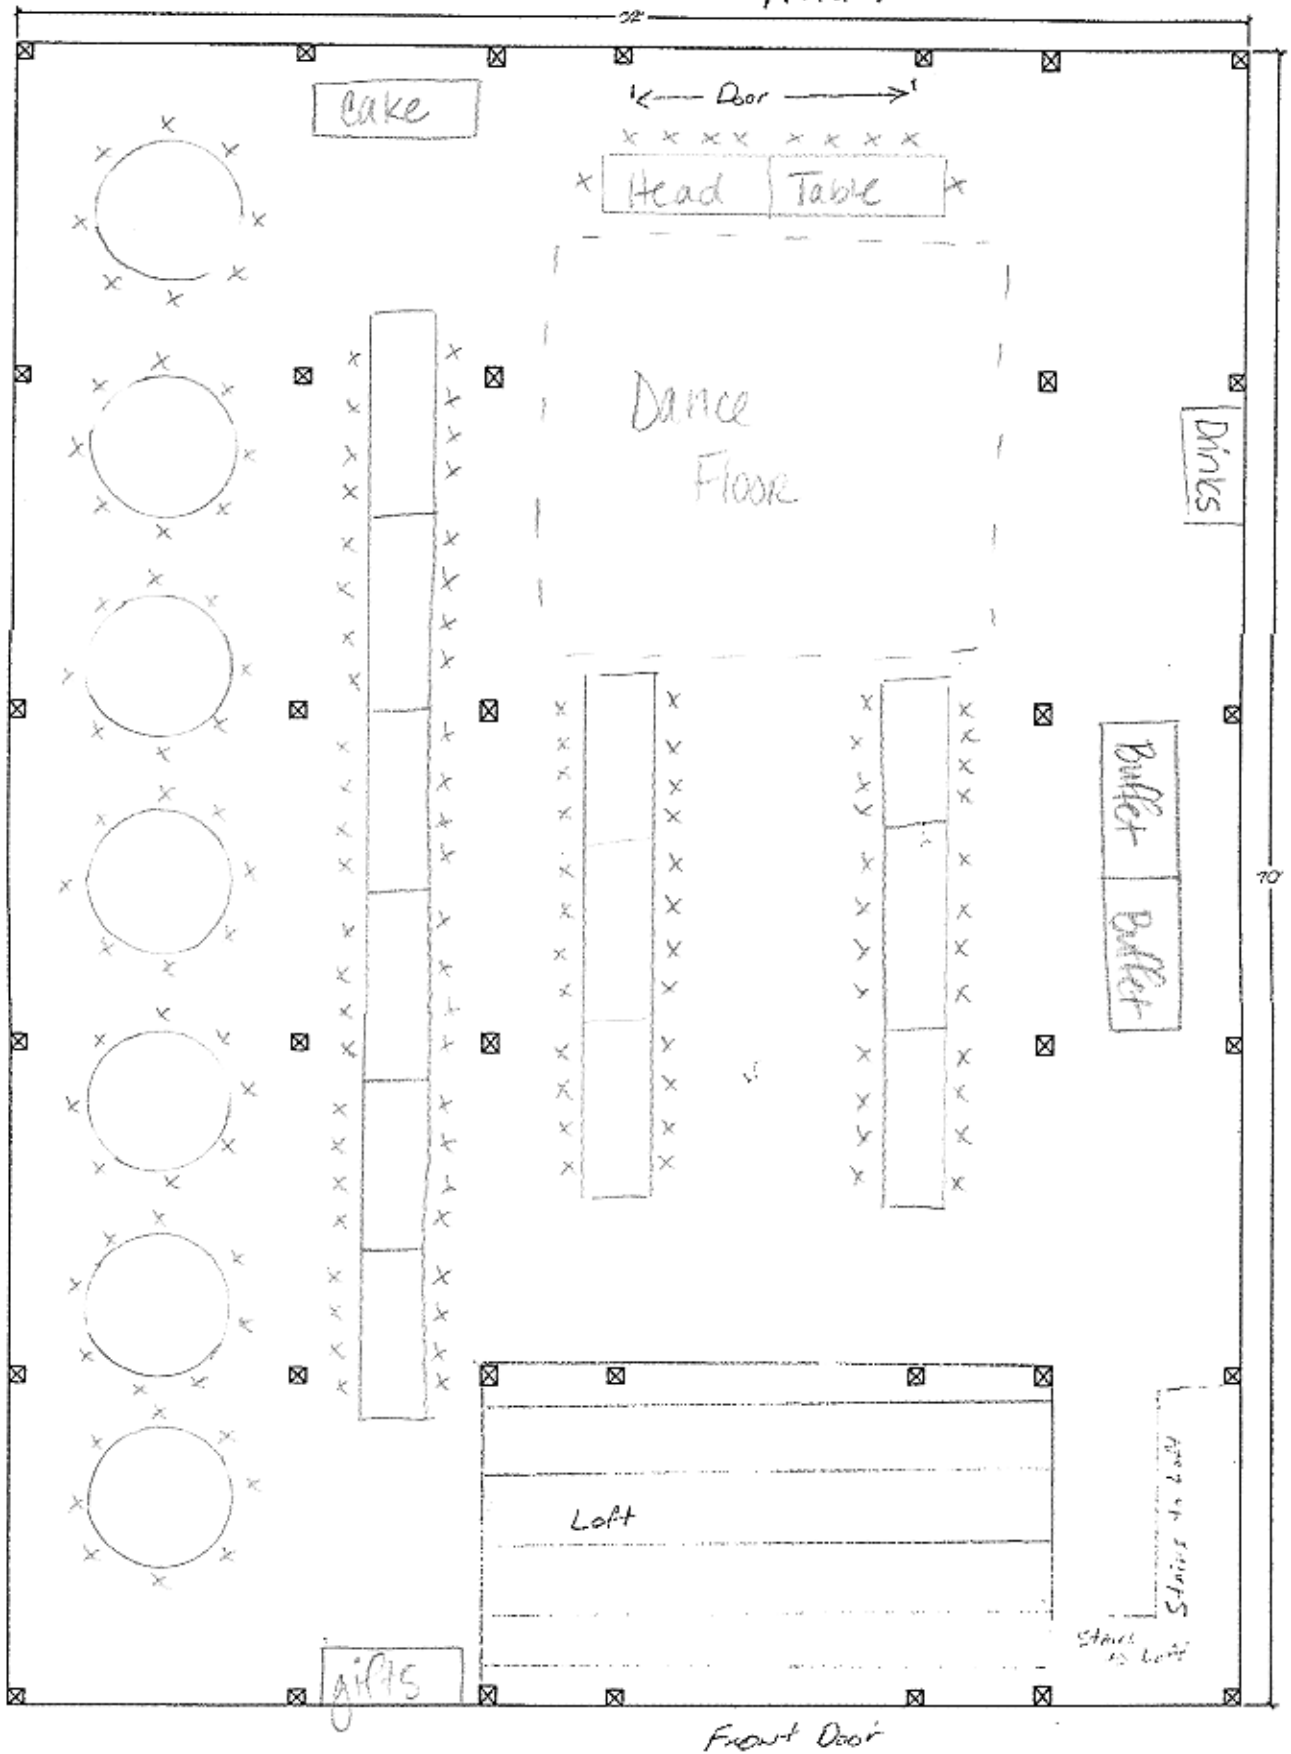 cake
Door
Head Table
Dance
Floor
Drinks
Buffet
Buffet
70'
Loft
Stairs to Loft
Stairs
to Loft
gifts
Front Door